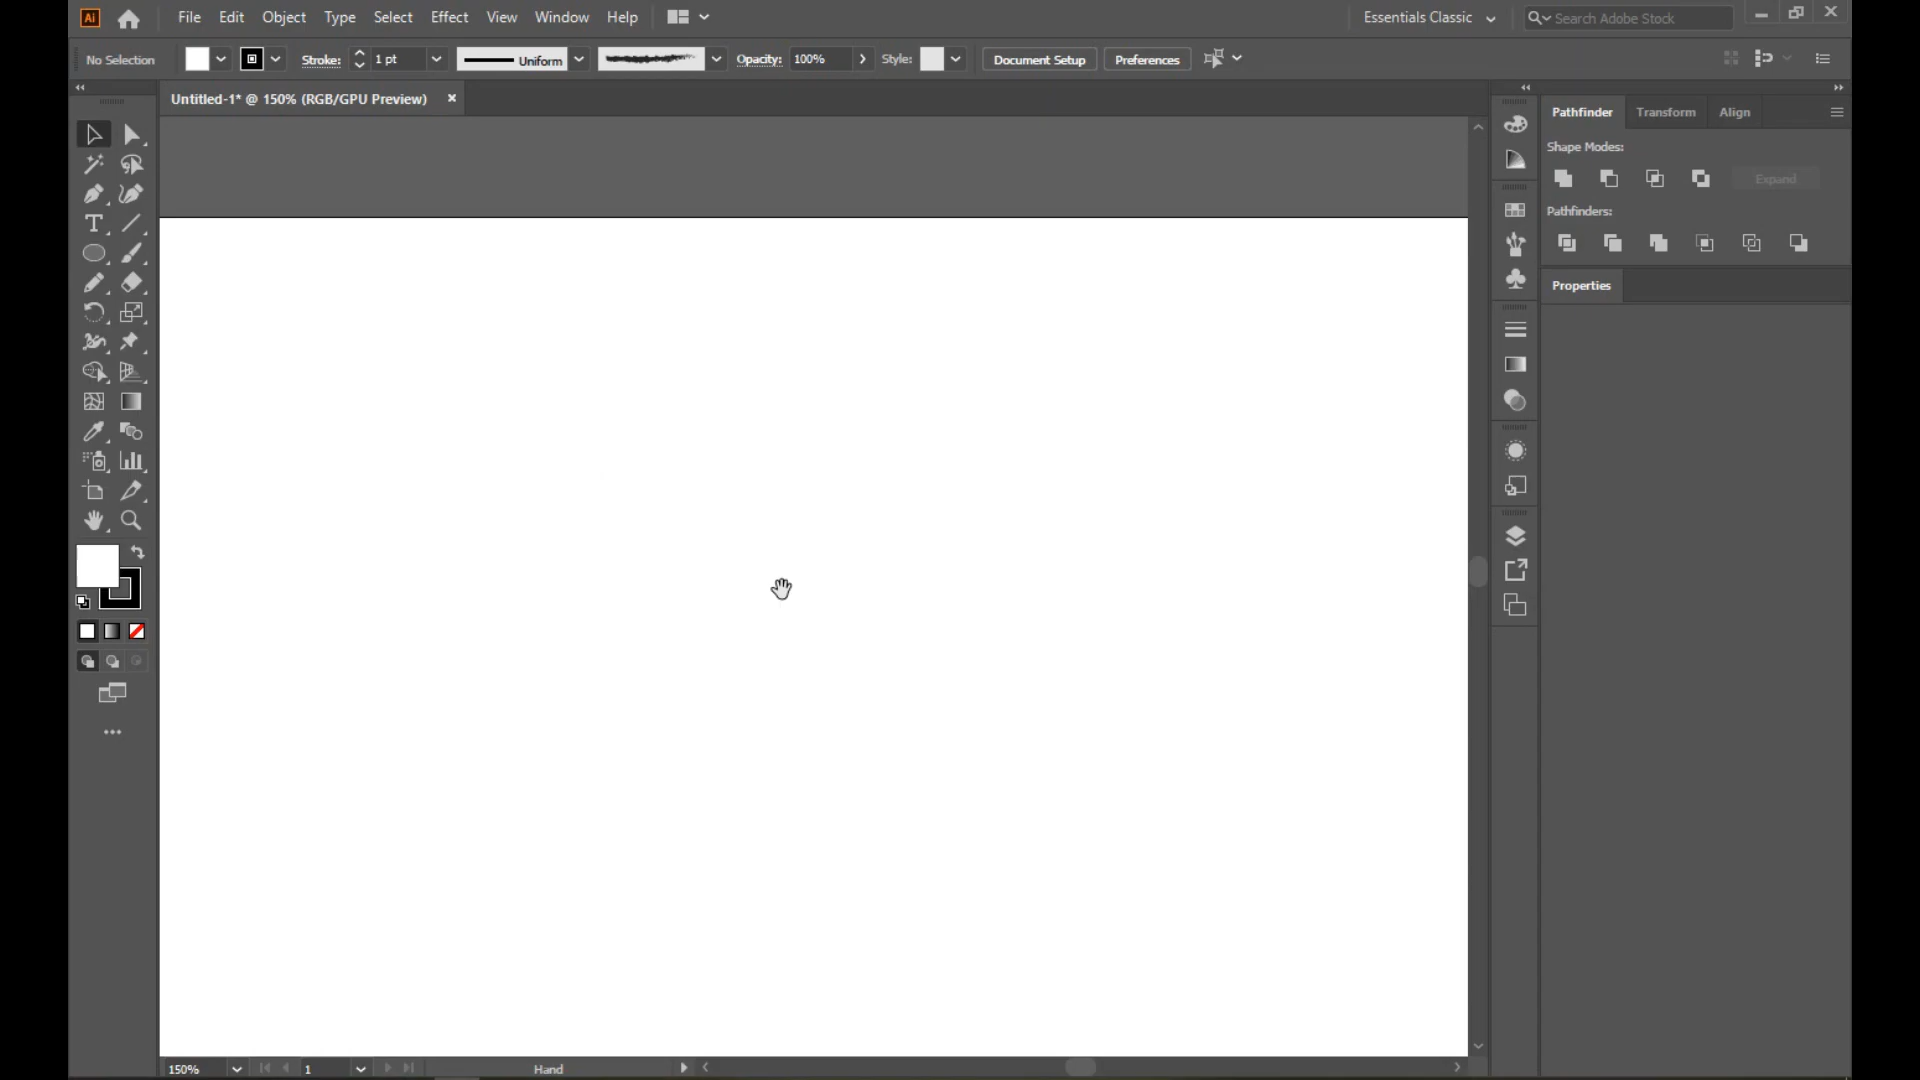 Ai File Edit Object Type Select Effect View Window Help Essentials Classic Search Adobe Stock
No Selection Stroke: 1 pt Uniform Opacity: 100% Style: Document Setup Preferences
Untitled-1* @ 150% (RGB/GPU Preview)
Pathfinder Transform Align
Shape Modes:
Expand
Pathfinders:
Properties
150% 1 Hand